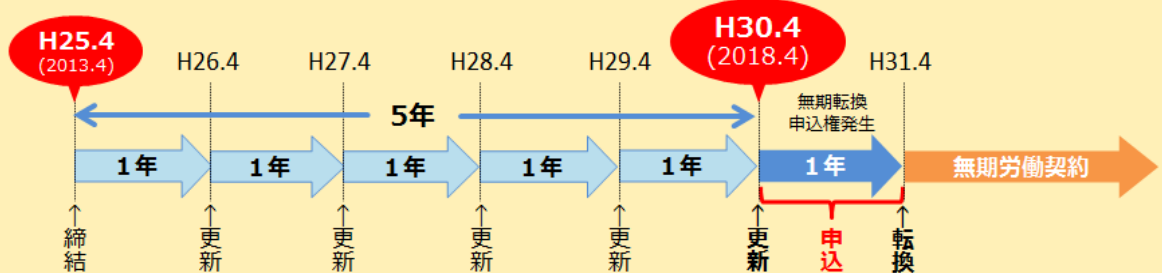 H25.4
(2013.4)
H26.4
H27.4
H28.4
H29.4
H30.4
(2018.4)
H31.4
5年
無期転換
申込権発生
1年
1年
1年
1年
1年
1年
無期労働契約
↑締結
↑更新
↑更新
↑更新
↑更新
↑更新
申込
↑転換